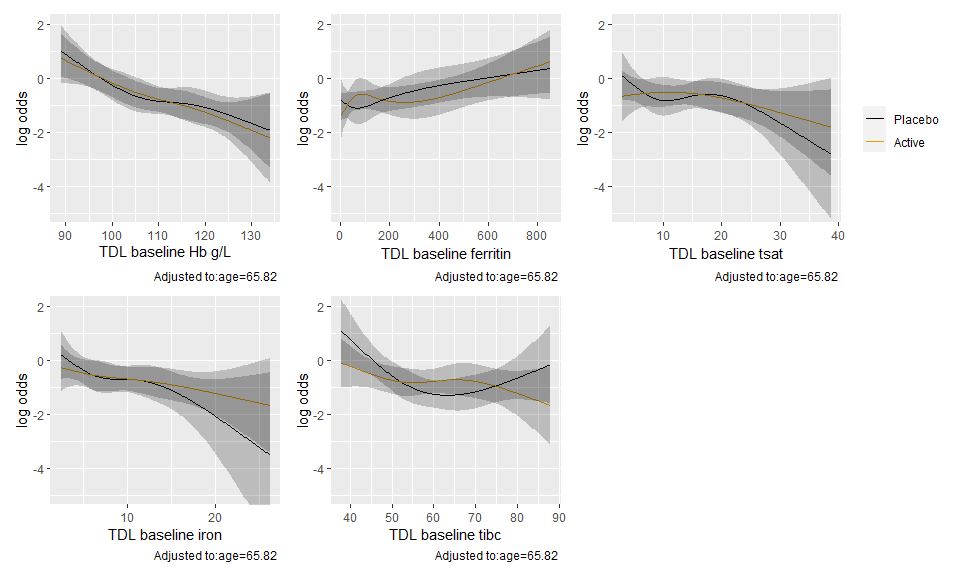 2
0
-2
-4
log odds
90 100 110 120 130
TDL baseline Hb g/L
Adjusted to:age=65.82
2
0
-2
-4
log odds
0 200 400 600 800
TDL baseline ferritin
Adjusted to:age=65.82
2
0
-2
-4
log odds
10 20 30 40
TDL baseline tsat
Adjusted to:age=65.82
Placebo
Active
2
0
-2
-4
log odds
10 20
TDL baseline iron
Adjusted to:age=65.82
2
0
-2
-4
log odds
40 50 60 70 80 90
TDL baseline tibc
Adjusted to:age=65.82